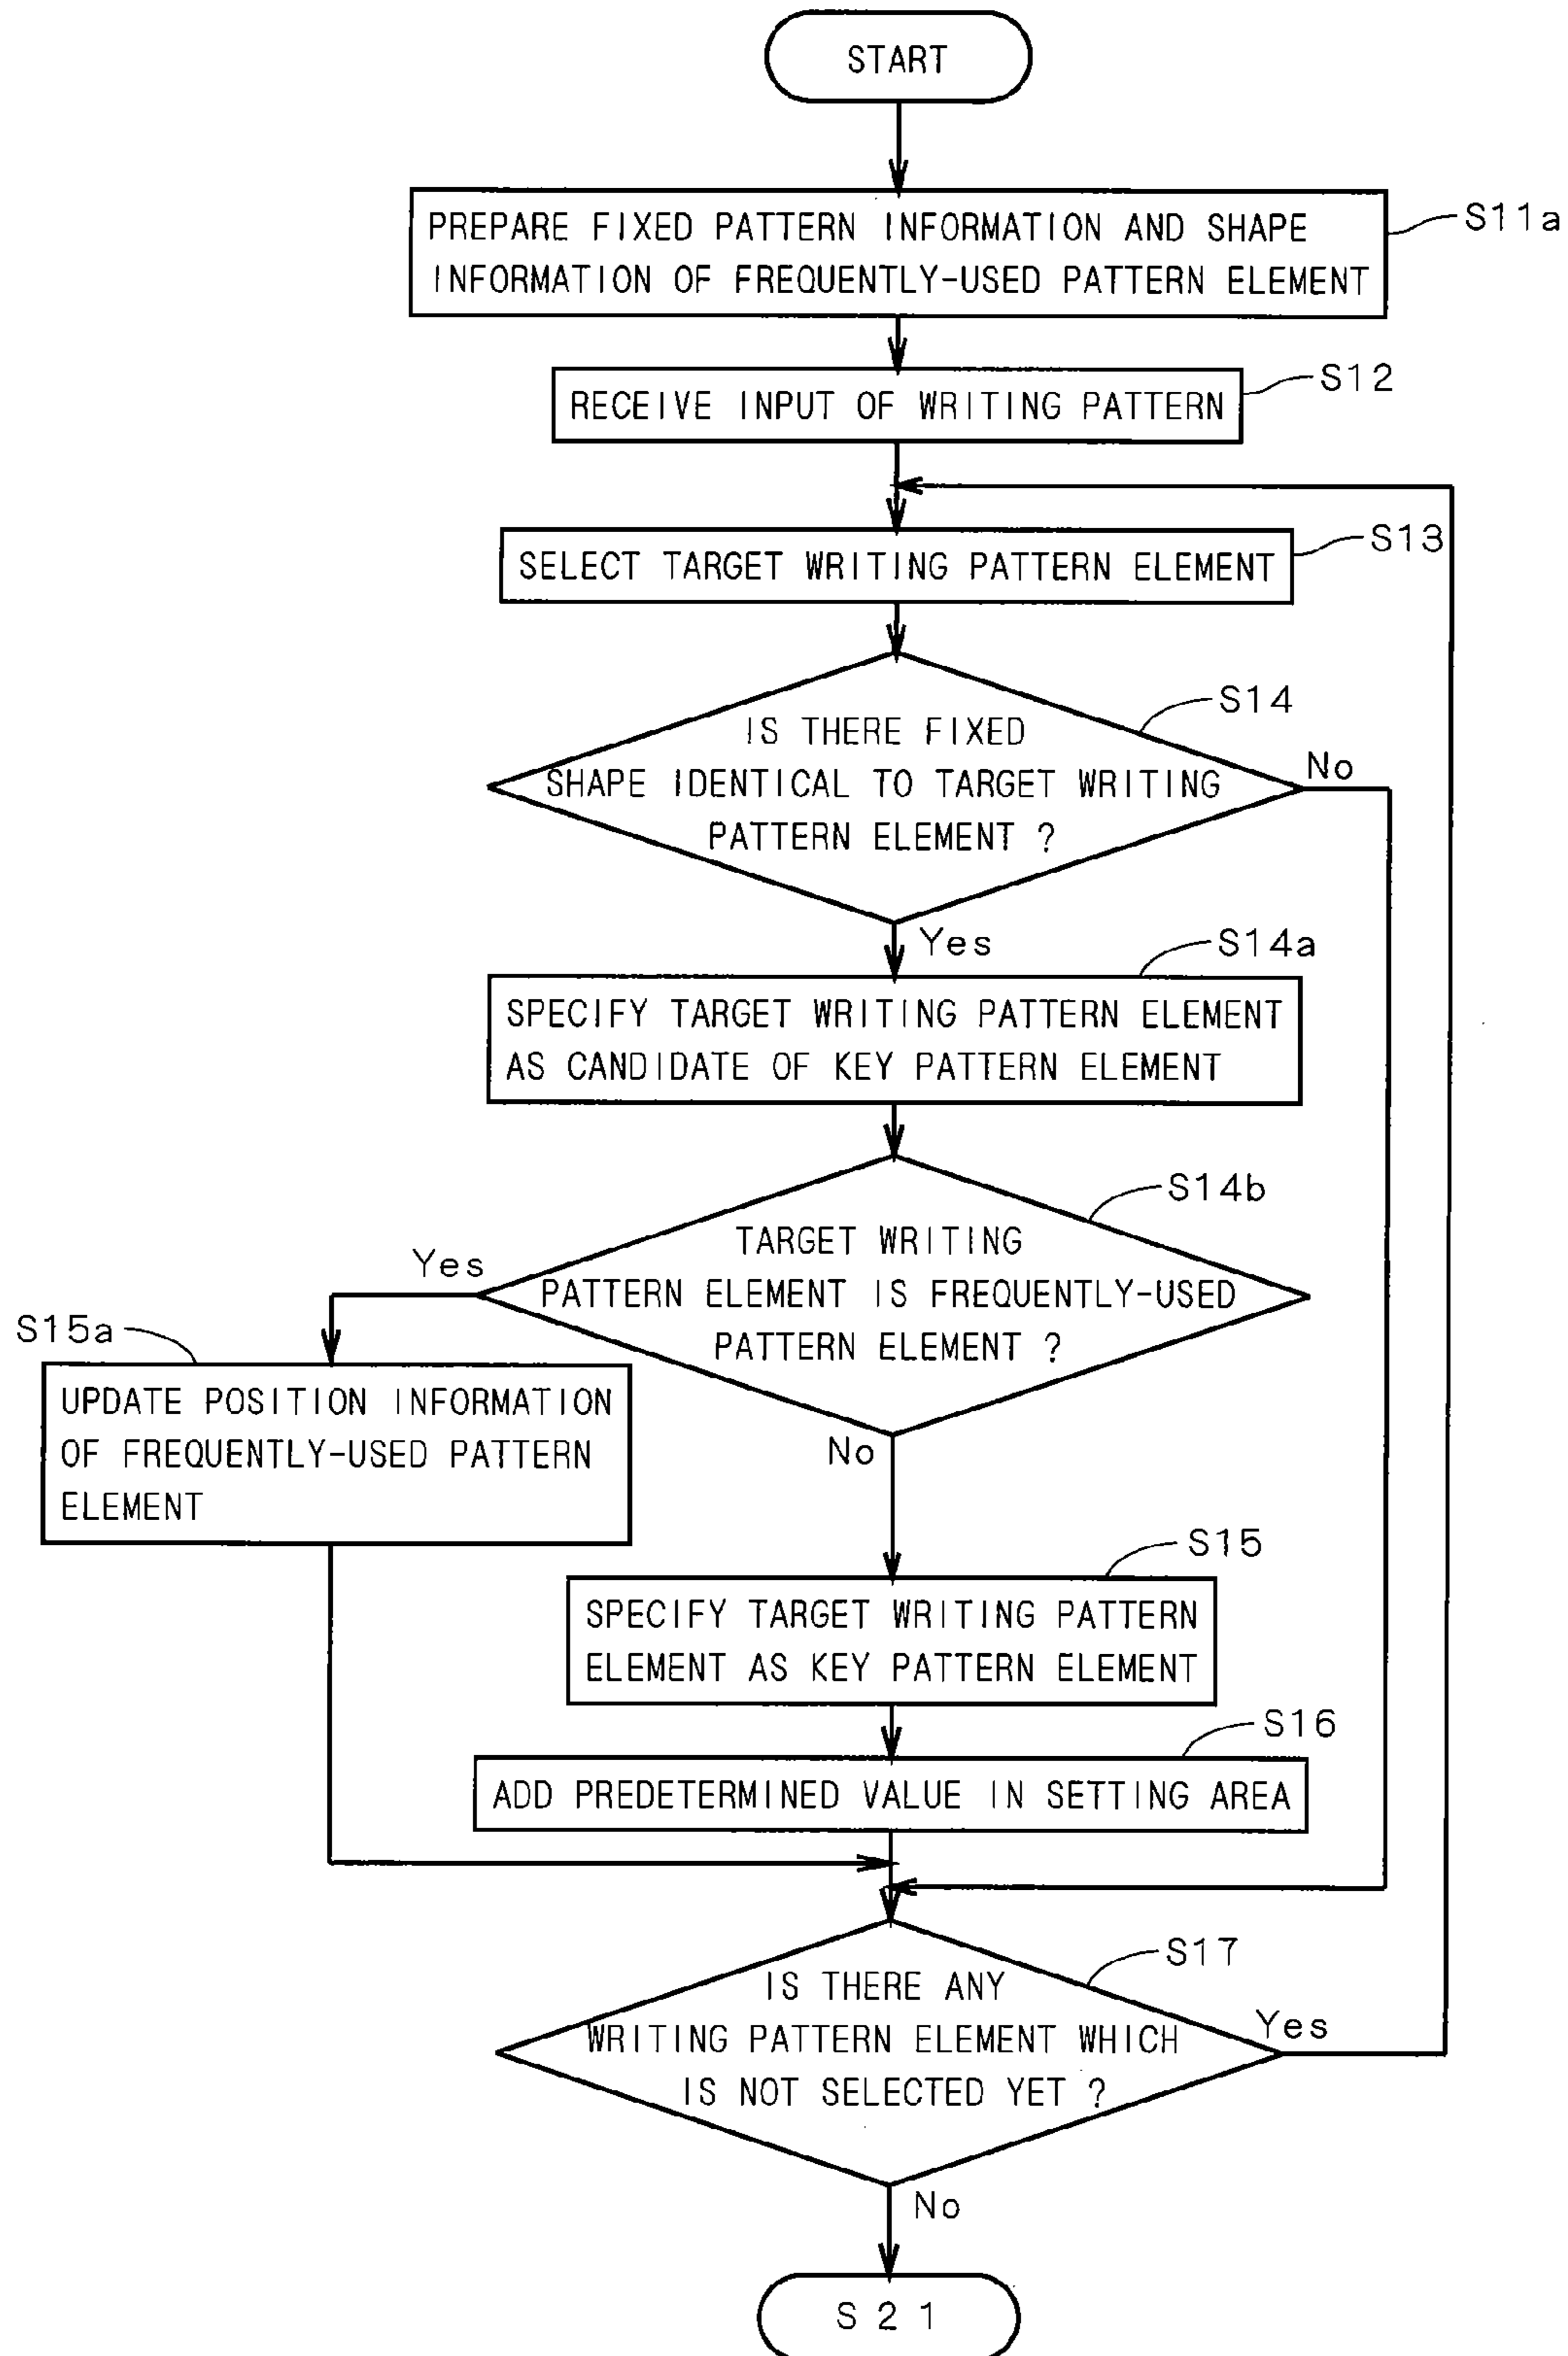 START
PREPARE FIXED PATTERN INFORMATION AND SHAPE
INFORMATION OF FREQUENTLY-USED PATTERN ELEMENT
S11a
RECEIVE INPUT OF WRITING PATTERN
S12
SELECT TARGET WRITING PATTERN ELEMENT
S13
IS THERE FIXED
SHAPE IDENTICAL TO TARGET WRITING
PATTERN ELEMENT ?
S14
No
Yes
SPECIFY TARGET WRITING PATTERN ELEMENT
AS CANDIDATE OF KEY PATTERN ELEMENT
S14a
TARGET WRITING
PATTERN ELEMENT IS FREQUENTLY-USED
PATTERN ELEMENT ?
S14b
Yes
No
S15a
UPDATE POSITION INFORMATION
OF FREQUENTLY-USED PATTERN
ELEMENT
SPECIFY TARGET WRITING PATTERN
ELEMENT AS KEY PATTERN ELEMENT
S15
ADD PREDETERMINED VALUE IN SETTING AREA
S16
IS THERE ANY
WRITING PATTERN ELEMENT WHICH
IS NOT SELECTED YET ?
S17
Yes
No
S 2 1